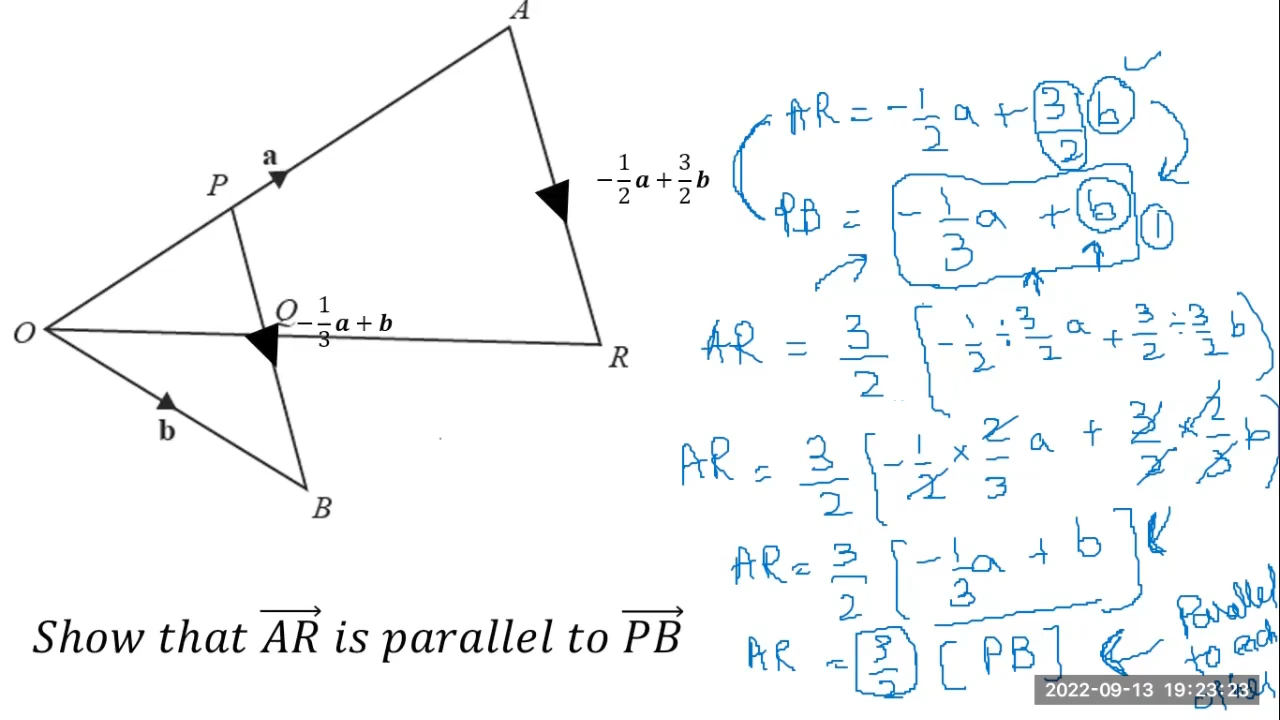 A
a
P
-1/2 a + 3/2 b
Q
-1/3 a + b
O
R
b
B
Show that AR is parallel to PB
AR = -1/2 a + 3/2 b ✓
PB = -1/3 a + b 1
AR = 3/2 [ -1/2 ÷ 3/2 a + 3/2 ÷ 3/2 b )
AR = 3/2 [ -1/2 × 2/3 a + 3/2 × 2/3 b )
AR = 3/2 [ -1/3 a + b ]
AR = 3/2 [ PB ]
Parallel
to each
other
2022-09-13 19:23:23